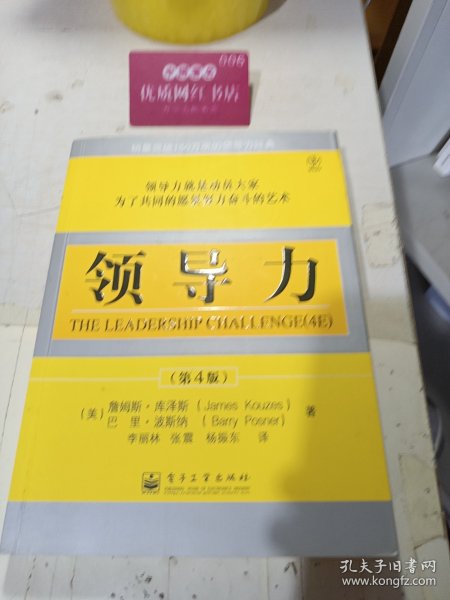 006
优质网红书店
领导力就是动员大家
为了共同的愿景努力奋斗的艺术
领导力
THE LEADERSHIP CHALLENGE(4E)
(第4版)
(美) 詹姆斯·库泽斯 (James Kouzes)
巴里·波斯纳 (Barry Posner) 著
李丽林 张震 杨振东 译
电子工业出版社
孔夫子旧书网
www.kongfz.com